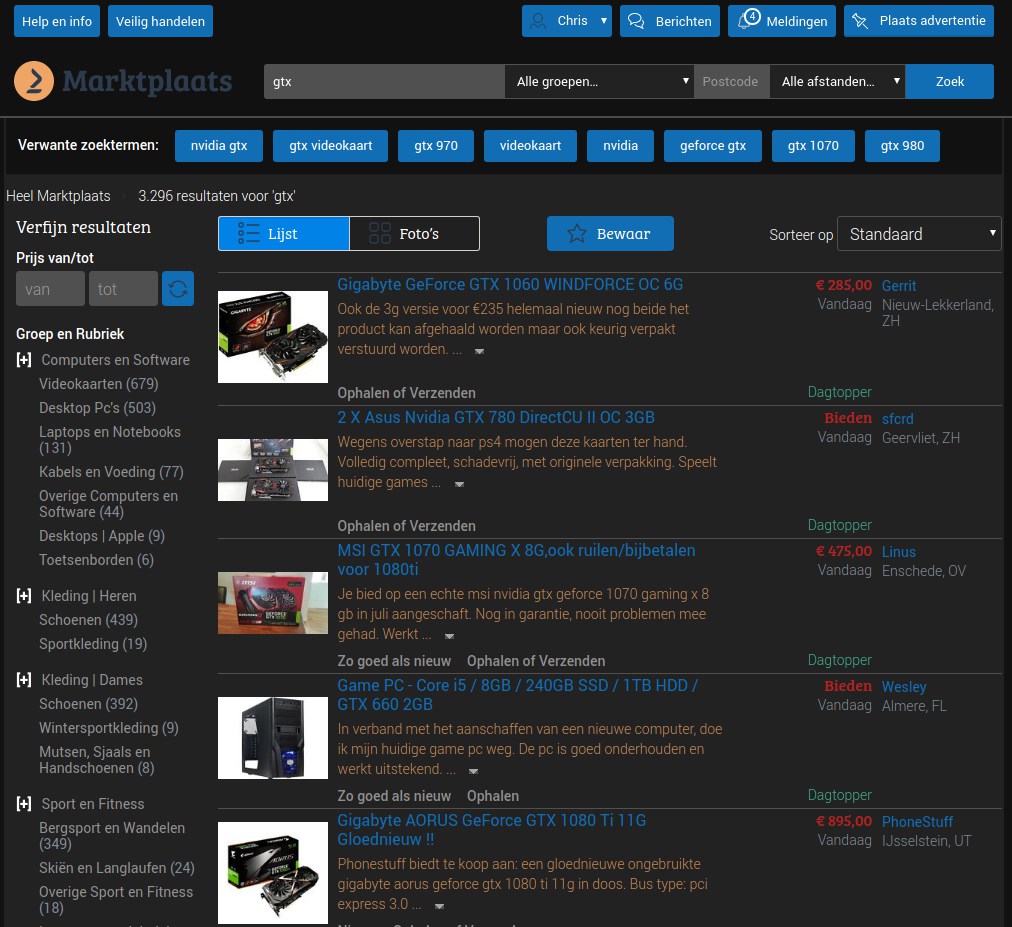 Help en info
Veilig handelen
Chris
Berichten
4
Meldingen
Plaats advertentie
Marktplaats
gtx
Alle groepen...
Postcode
Alle afstanden...
Zoek
Verwante zoektermen:
nvidia gtx
gtx videokaart
gtx 970
videokaart
nvidia
geforce gtx
gtx 1070
gtx 980
Heel Marktplaats
3.296 resultaten voor 'gtx'
Verfijn resultaten
Prijs van/tot
van
tot
Groep en Rubriek
[+] Computers en Software
Videokaarten (679)
Desktop Pc's (503)
Laptops en Notebooks
(131)
Kabels en Voeding (77)
Overige Computers en
Software (44)
Desktops | Apple (9)
Toetsenborden (6)
[+] Kleding | Heren
Schoenen (439)
Sportkleding (19)
[+] Kleding | Dames
Schoenen (392)
Wintersportkleding (9)
Mutsen, Sjaals en
Handschoenen (8)
[+] Sport en Fitness
Bergsport en Wandelen
(349)
Skiën en Langlaufen (24)
Overige Sport en Fitness
(18)
Lijst
Foto's
Bewaar
Sorteer op
Standaard
Gigabyte GeForce GTX 1060 WINDFORCE OC 6G
Ook de 3g versie voor €235 helemaal nieuw nog beide het
product kan afgehaald worden maar ook keurig verpakt
verstuurd worden. ...
Ophalen of Verzenden
€ 285,00
Vandaag
Gerrit
Nieuw-Lekkerland,
ZH
Dagtopper
2 X Asus Nvidia GTX 780 DirectCU II OC 3GB
Wegens overstap naar ps4 mogen deze kaarten ter hand.
Volledig compleet, schadevrij, met originele verpakking. Speelt
huidige games ...
Ophalen of Verzenden
Bieden
Vandaag
sfcrd
Geervliet, ZH
Dagtopper
MSI GTX 1070 GAMING X 8G,ook ruilen/bijbetalen
voor 1080ti
Je bied op een echte msi nvidia gtx geforce 1070 gaming x 8
gb in juli aangeschaft. Nog in garantie, nooit problemen mee
gehad. Werkt ...
Zo goed als nieuw Ophalen of Verzenden
€ 475,00
Vandaag
Linus
Enschede, OV
Dagtopper
Game PC - Core i5 / 8GB / 240GB SSD / 1TB HDD /
GTX 660 2GB
In verband met het aanschaffen van een nieuwe computer, doe
ik mijn huidige game pc weg. De pc is goed onderhouden en
werkt uitstekend. ...
Zo goed als nieuw Ophalen
Bieden
Vandaag
Wesley
Almere, FL
Dagtopper
Gigabyte AORUS GeForce GTX 1080 Ti 11G
Gloednieuw !!
Phonestuff biedt te koop aan: een gloednieuwe ongebruikte
gigabyte aorus geforce gtx 1080 ti 11g in doos. Bus type: pci
express 3.0 ...
€ 895,00
Vandaag
PhoneStuff
IJsselstein, UT